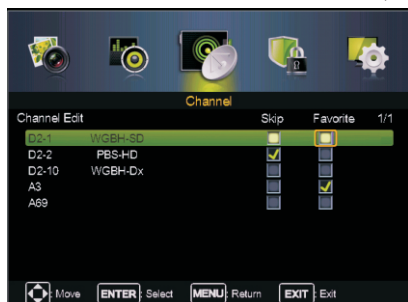 Channel
Channel Edit Skip Favorite 1/1
D2-1 WGBH-SD
D2-2 PBS-HD
D2-10 WGBH-Dx
A3
A69
: Move ENTER : Select MENU : Return EXIT : Exit